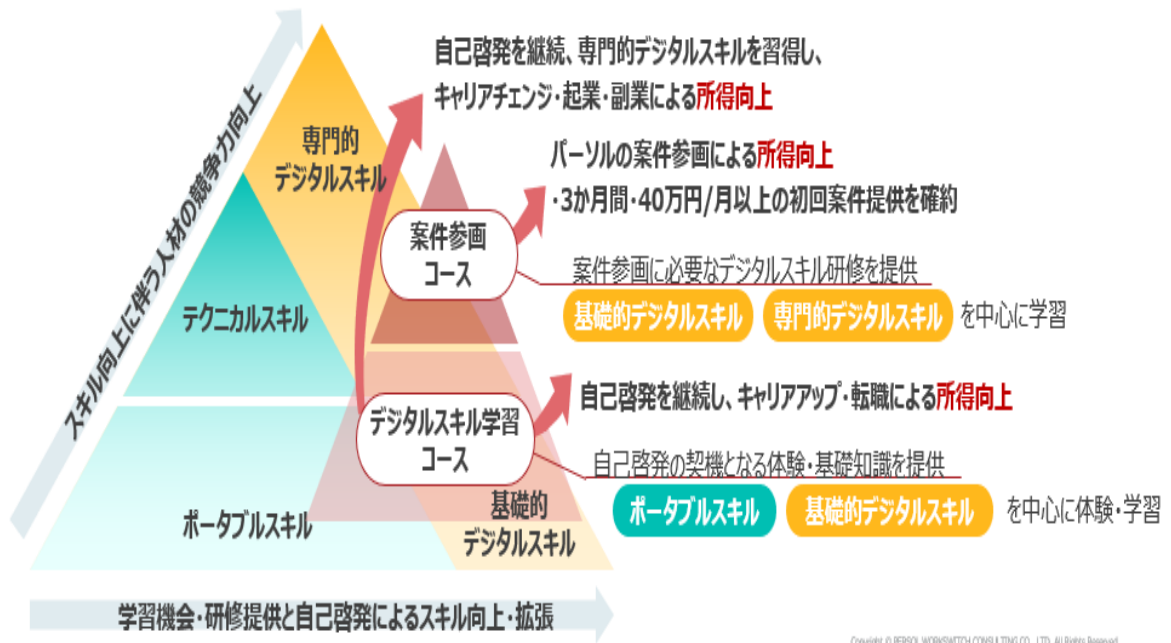 自己啓発を継続、専門的デジタルスキルを習得し、
キャリアチェンジ・起業・副業による所得向上
専門的
デジタルスキル
パーソルの案件参画による所得向上
・3か月間・40万円/月以上の初回案件提供を確約
案件参画
コース
案件参画に必要なデジタルスキル研修を提供
基礎的デジタルスキル 専門的デジタルスキル を中心に学習
スキル向上に伴う人材の競争力向上
テクニカルスキル
自己啓発を継続し、キャリアアップ・転職による所得向上
デジタルスキル学習
コース
自己啓発の契機となる体験・基礎知識を提供
ポータブルスキル 基礎的デジタルスキル を中心に体験・学習
ポータブルスキル
基礎的
デジタルスキル
学習機会・研修提供と自己啓発によるスキル向上・拡張
Copyright © PERSOL WORKSWITCH CONSULTING CO., LTD. All Rights Reserved.